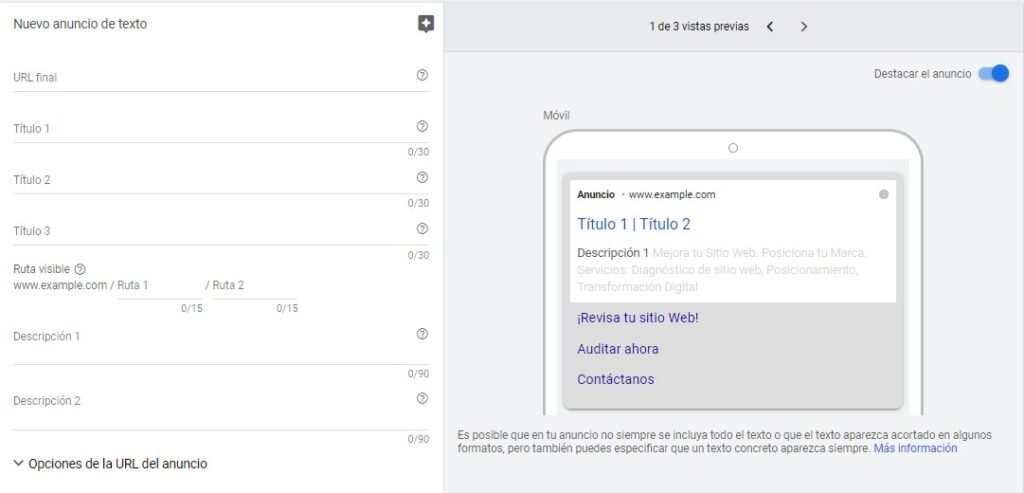 Nuevo anuncio de texto
URL final
Título 1
0/30
Título 2
0/30
Título 3
0/30
Ruta visible
www.example.com / Ruta 1 / Ruta 2
0/15 0/15
Descripción 1
0/90
Descripción 2
0/90
Opciones de la URL del anuncio
1 de 3 vistas previas
Destacar el anuncio
Móvil
Anuncio · www.example.com
Título 1 | Título 2
Descripción 1 Mejora tu Sitio Web. Posiciona tu Marca.
Servicios: Diagnóstico de sitio web, Posicionamiento,
Transformación Digital
¡Revisa tu sitio Web!
Auditar ahora
Contáctanos
Es posible que en tu anuncio no siempre se incluya todo el texto o que el texto aparezca acortado en algunos
formatos, pero también puedes especificar que un texto concreto aparezca siempre. Más información